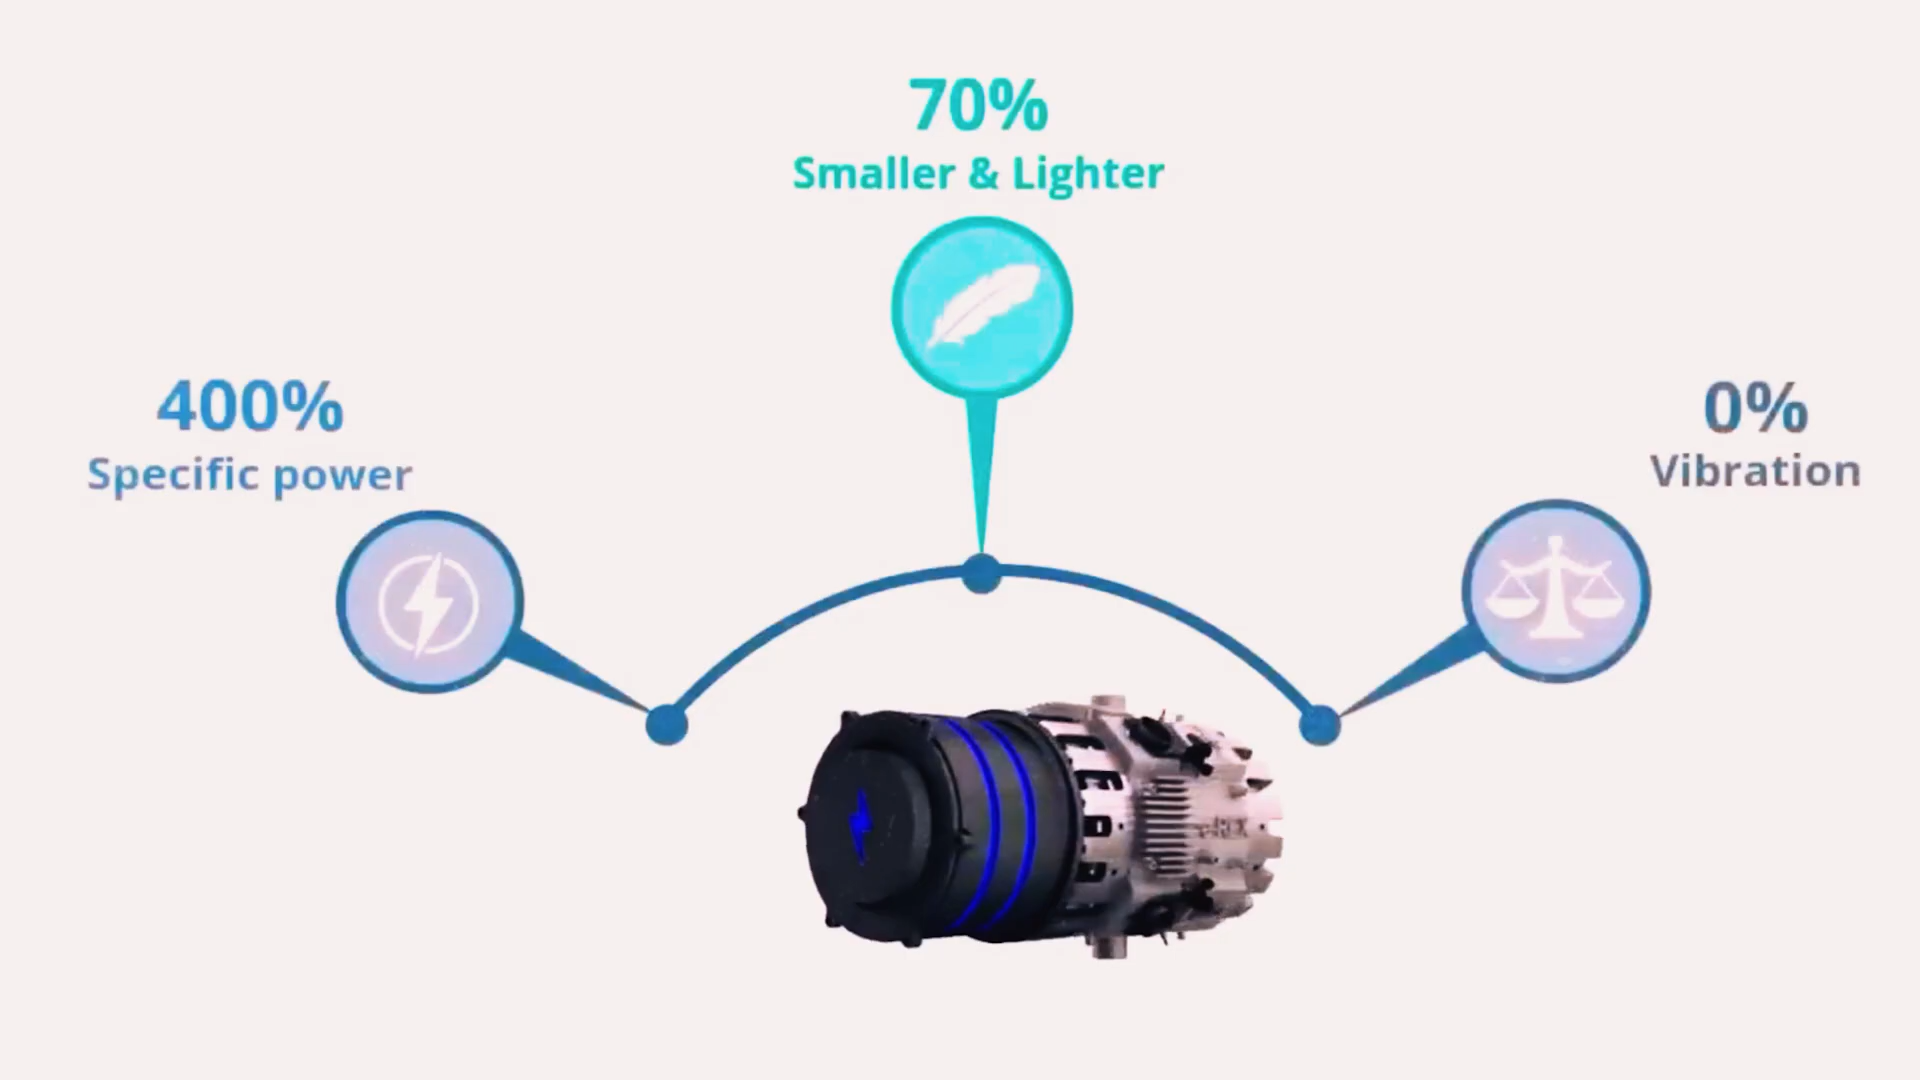 70%
Smaller & Lighter
400%
Specific power
0%
Vibration